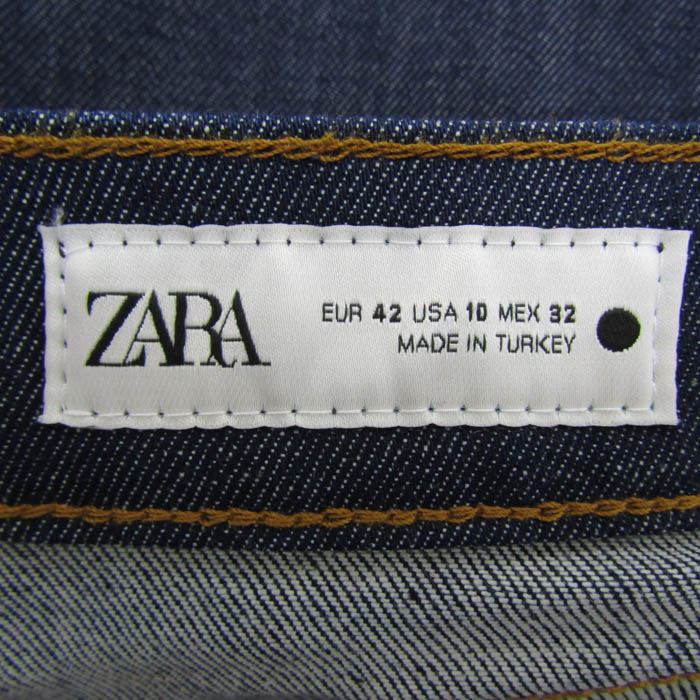 ZARA
EUR 42 USA 10 MEX 32
MADE IN TURKEY